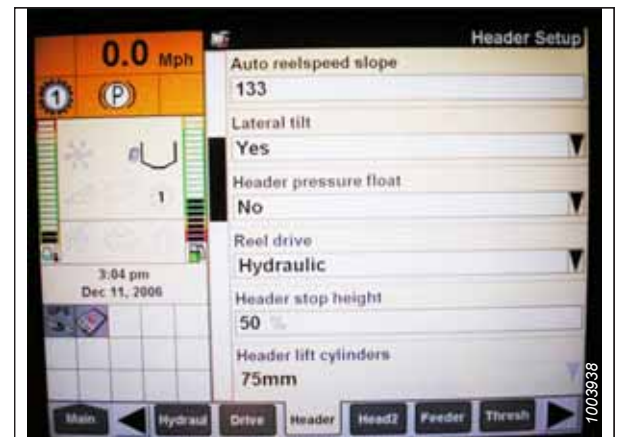 0.0 Mph
Header Setup
1
(P)
Auto reelspeed slope
133
Lateral tilt
Yes
1
Header pressure float
No
Reel drive
Hydraulic
3:04 pm
Dec 11, 2006
Header stop height
50 %
Header lift cylinders
75mm
Main
Hydraul
Drive
Header
Head2
Feeder
Thresh
1003938